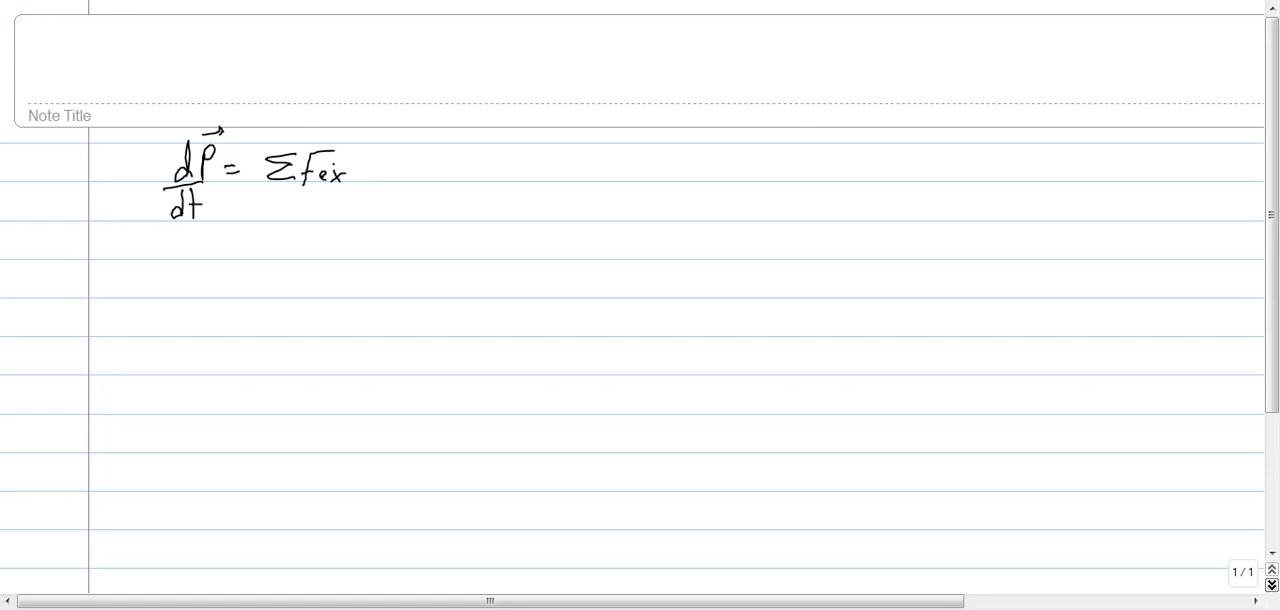 Note Title
dP⃗/dt = ΣFex
1 / 1